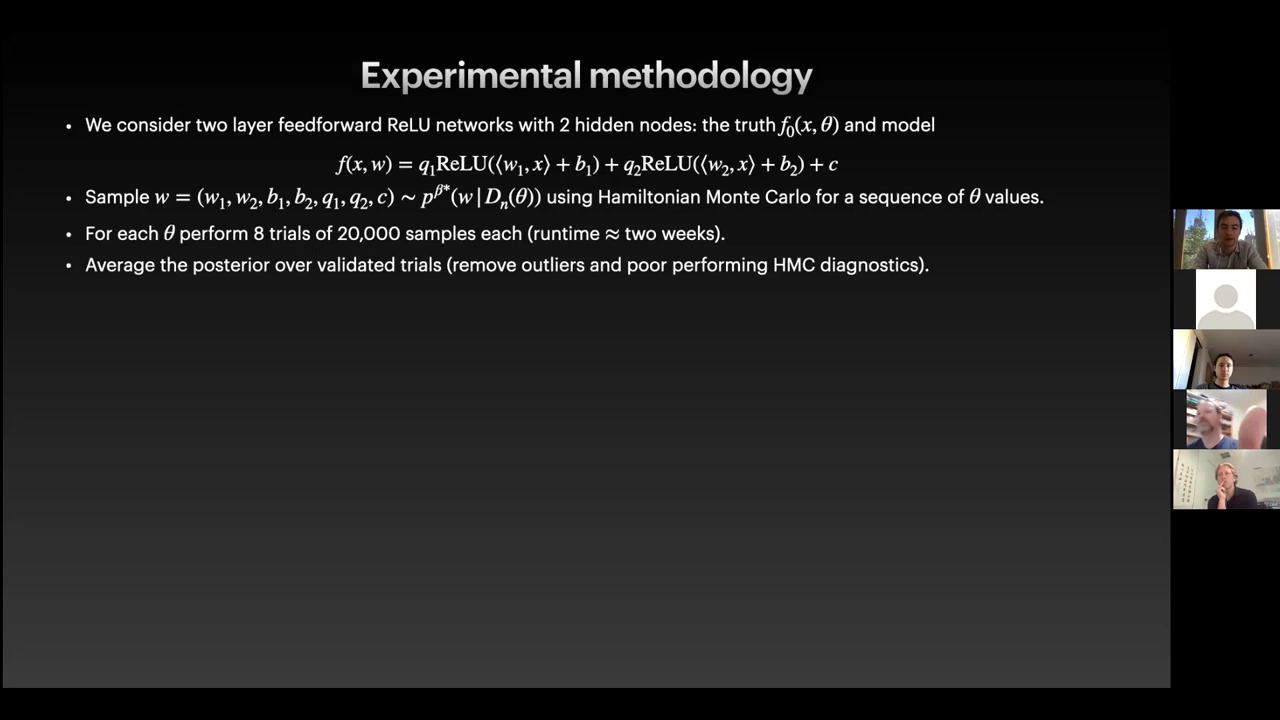 Experimental methodology
• We consider two layer feedforward ReLU networks with 2 hidden nodes: the truth f₀(x, θ) and model
f(x, w) = q₁ReLU(⟨w₁, x⟩ + b₁) + q₂ReLU(⟨w₂, x⟩ + b₂) + c
• Sample w = (w₁, w₂, b₁, b₂, q₁, q₂, c) ∼ p^β*(w | Dₙ(θ)) using Hamiltonian Monte Carlo for a sequence of θ values.
• For each θ perform 8 trials of 20,000 samples each (runtime ≈ two weeks).
• Average the posterior over validated trials (remove outliers and poor performing HMC diagnostics).